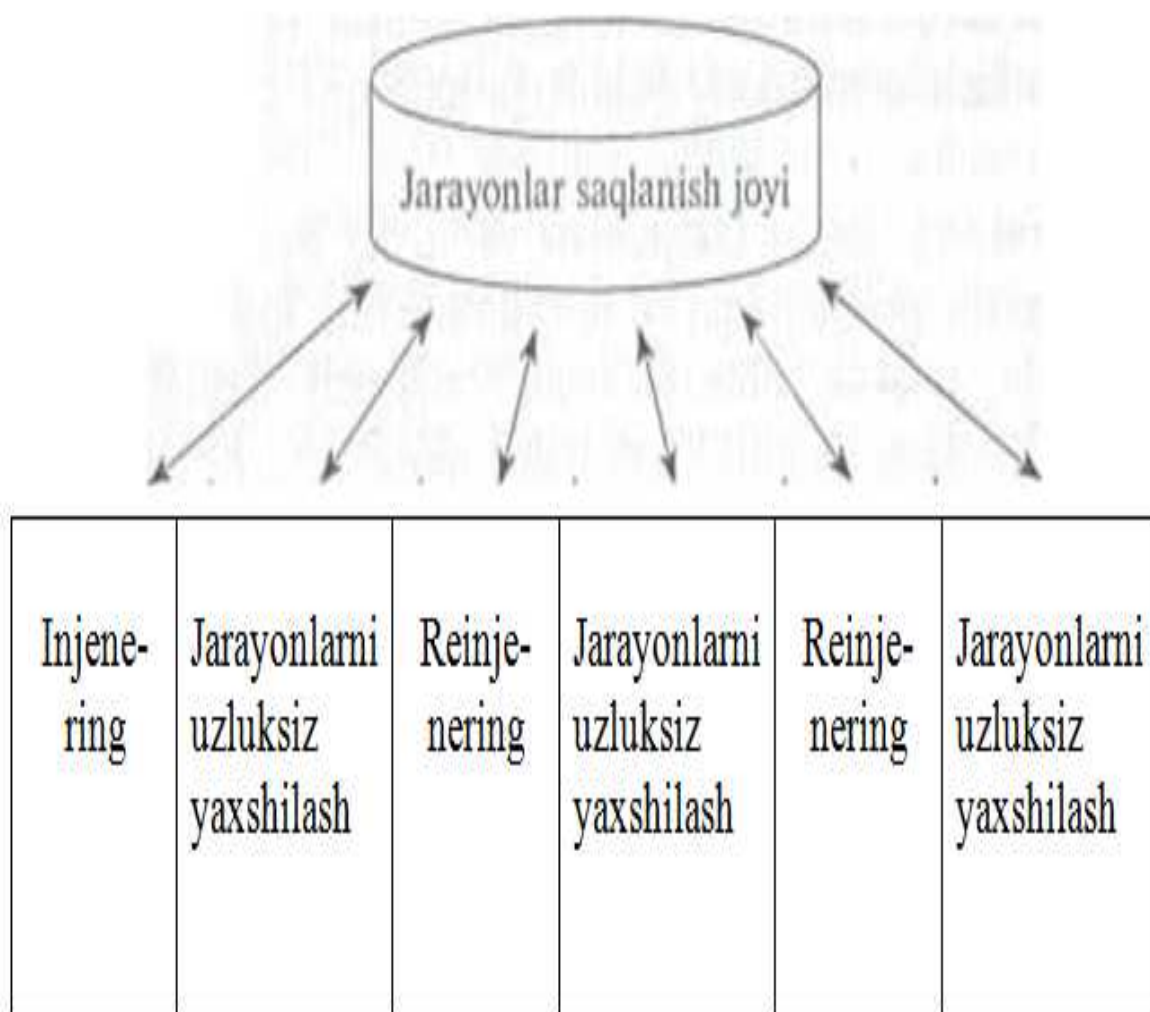 Jarayonlar saqlanish joyi
Injene-
ring
Jarayonlarni
uzluksiz
yaxshilash
Reinje-
nering
Jarayonlarni
uzluksiz
yaxshilash
Reinje-
nering
Jarayonlarni
uzluksiz
yaxshilash